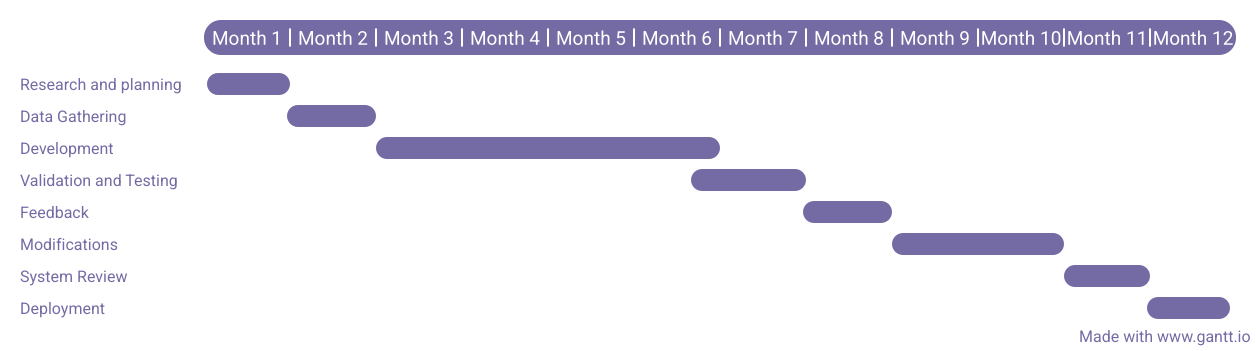 Month 1 | Month 2 | Month 3 | Month 4 | Month 5 | Month 6 | Month 7 | Month 8 | Month 9 |Month 10|Month 11|Month 12
Research and planning
Data Gathering
Development
Validation and Testing
Feedback
Modifications
System Review
Deployment
Made with www.gantt.io